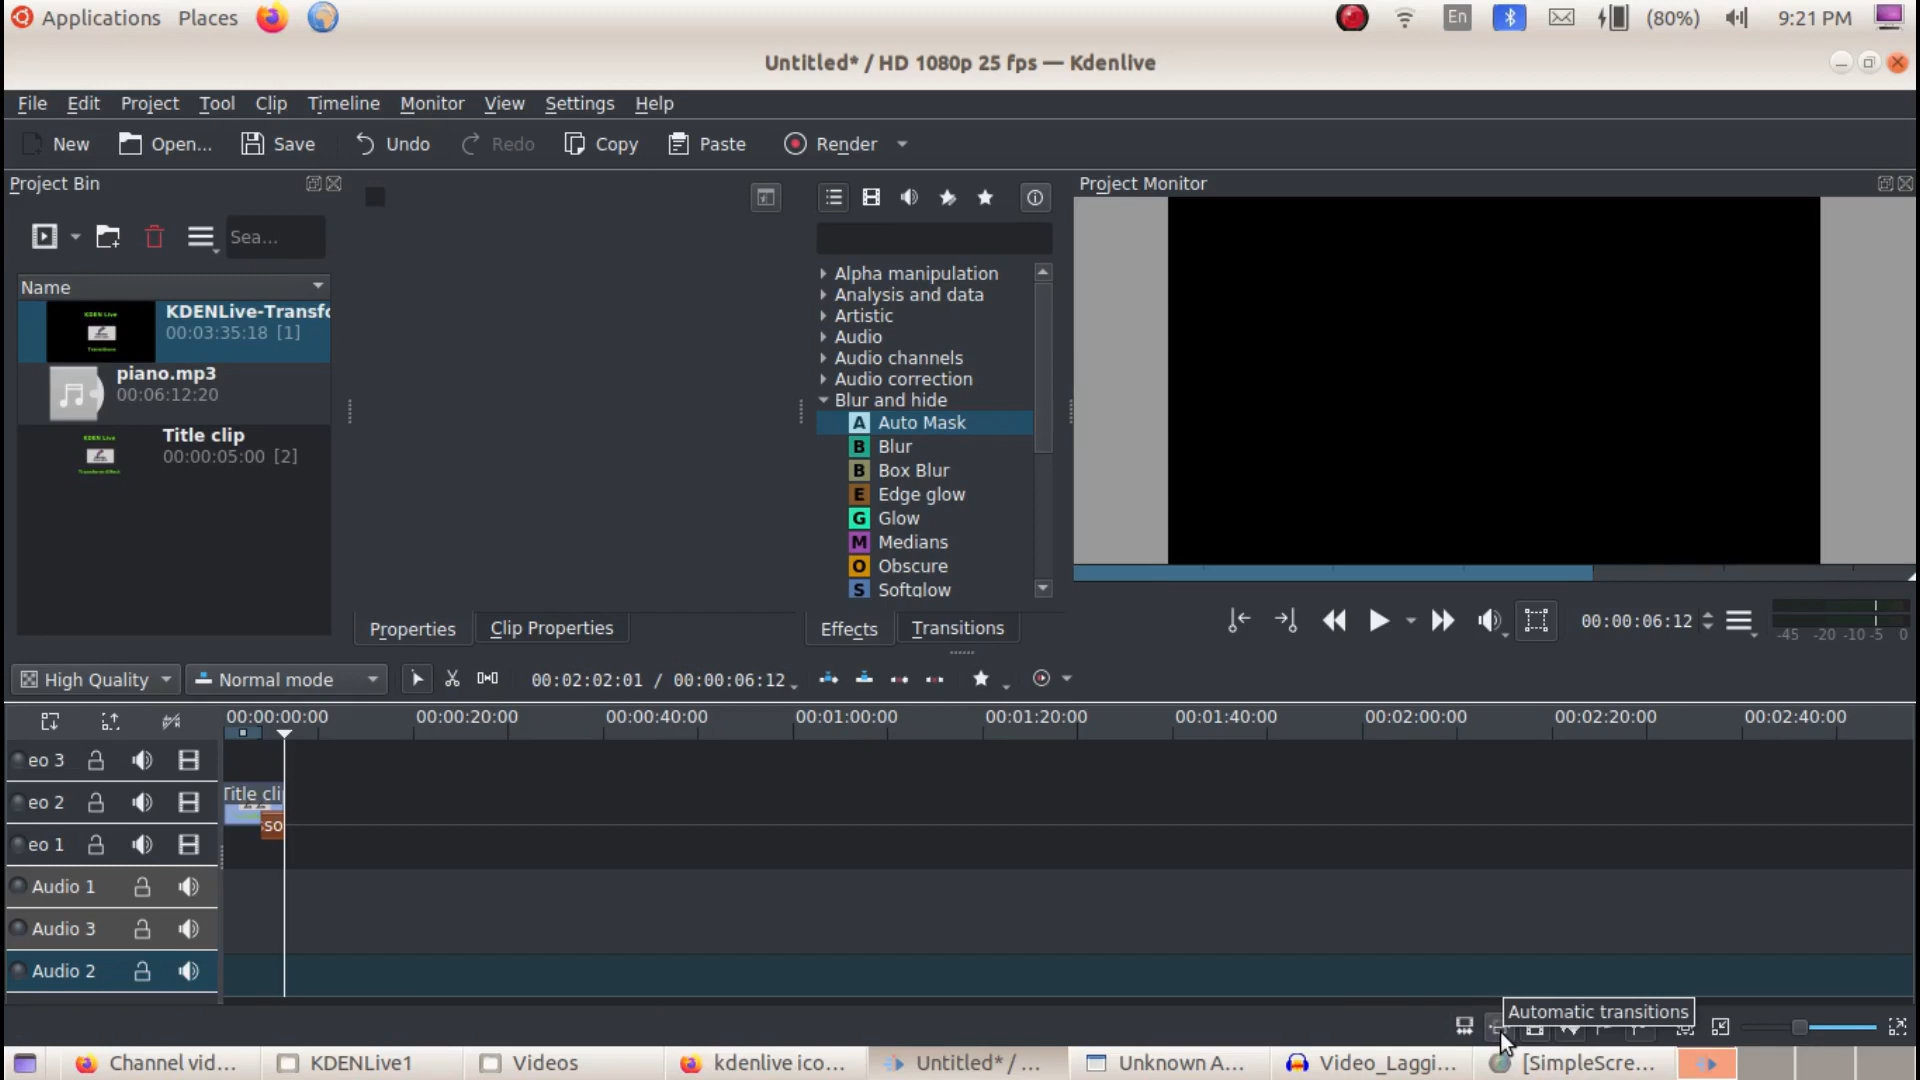 Applications Places En (80%) 9:21 PM
Untitled* / HD 1080p 25 fps — Kdenlive
File Edit Project Tool Clip Timeline Monitor View Settings Help
New Open... Save Undo Redo Copy Paste Render
Project Bin
Sea...
Name
KDENLive-Transfo
00:03:35:18 [1]
piano.mp3
00:06:12:20
Title clip
00:00:05:00 [2]
Properties Clip Properties
Alpha manipulation
Analysis and data
Artistic
Audio
Audio channels
Audio correction
Blur and hide
A Auto Mask
B Blur
B Box Blur
E Edge glow
G Glow
M Medians
O Obscure
S Softglow
Effects Transitions
Project Monitor
00:00:06:12
-45 -20 -10 -5 0
High Quality Normal mode 00:02:02:01 / 00:00:06:12
00:00:00:00 00:00:20:00 00:00:40:00 00:01:00:00 00:01:20:00 00:01:40:00 00:02:00:00 00:02:20:00 00:02:40:00
eo 3
eo 2 Title cli
so
eo 1
Audio 1
Audio 3
Audio 2
Automatic transitions
Channel vid... KDENLive1 Videos kdenlive ico... Untitled* / ... Unknown A... Video_Laggi... [SimpleScre...